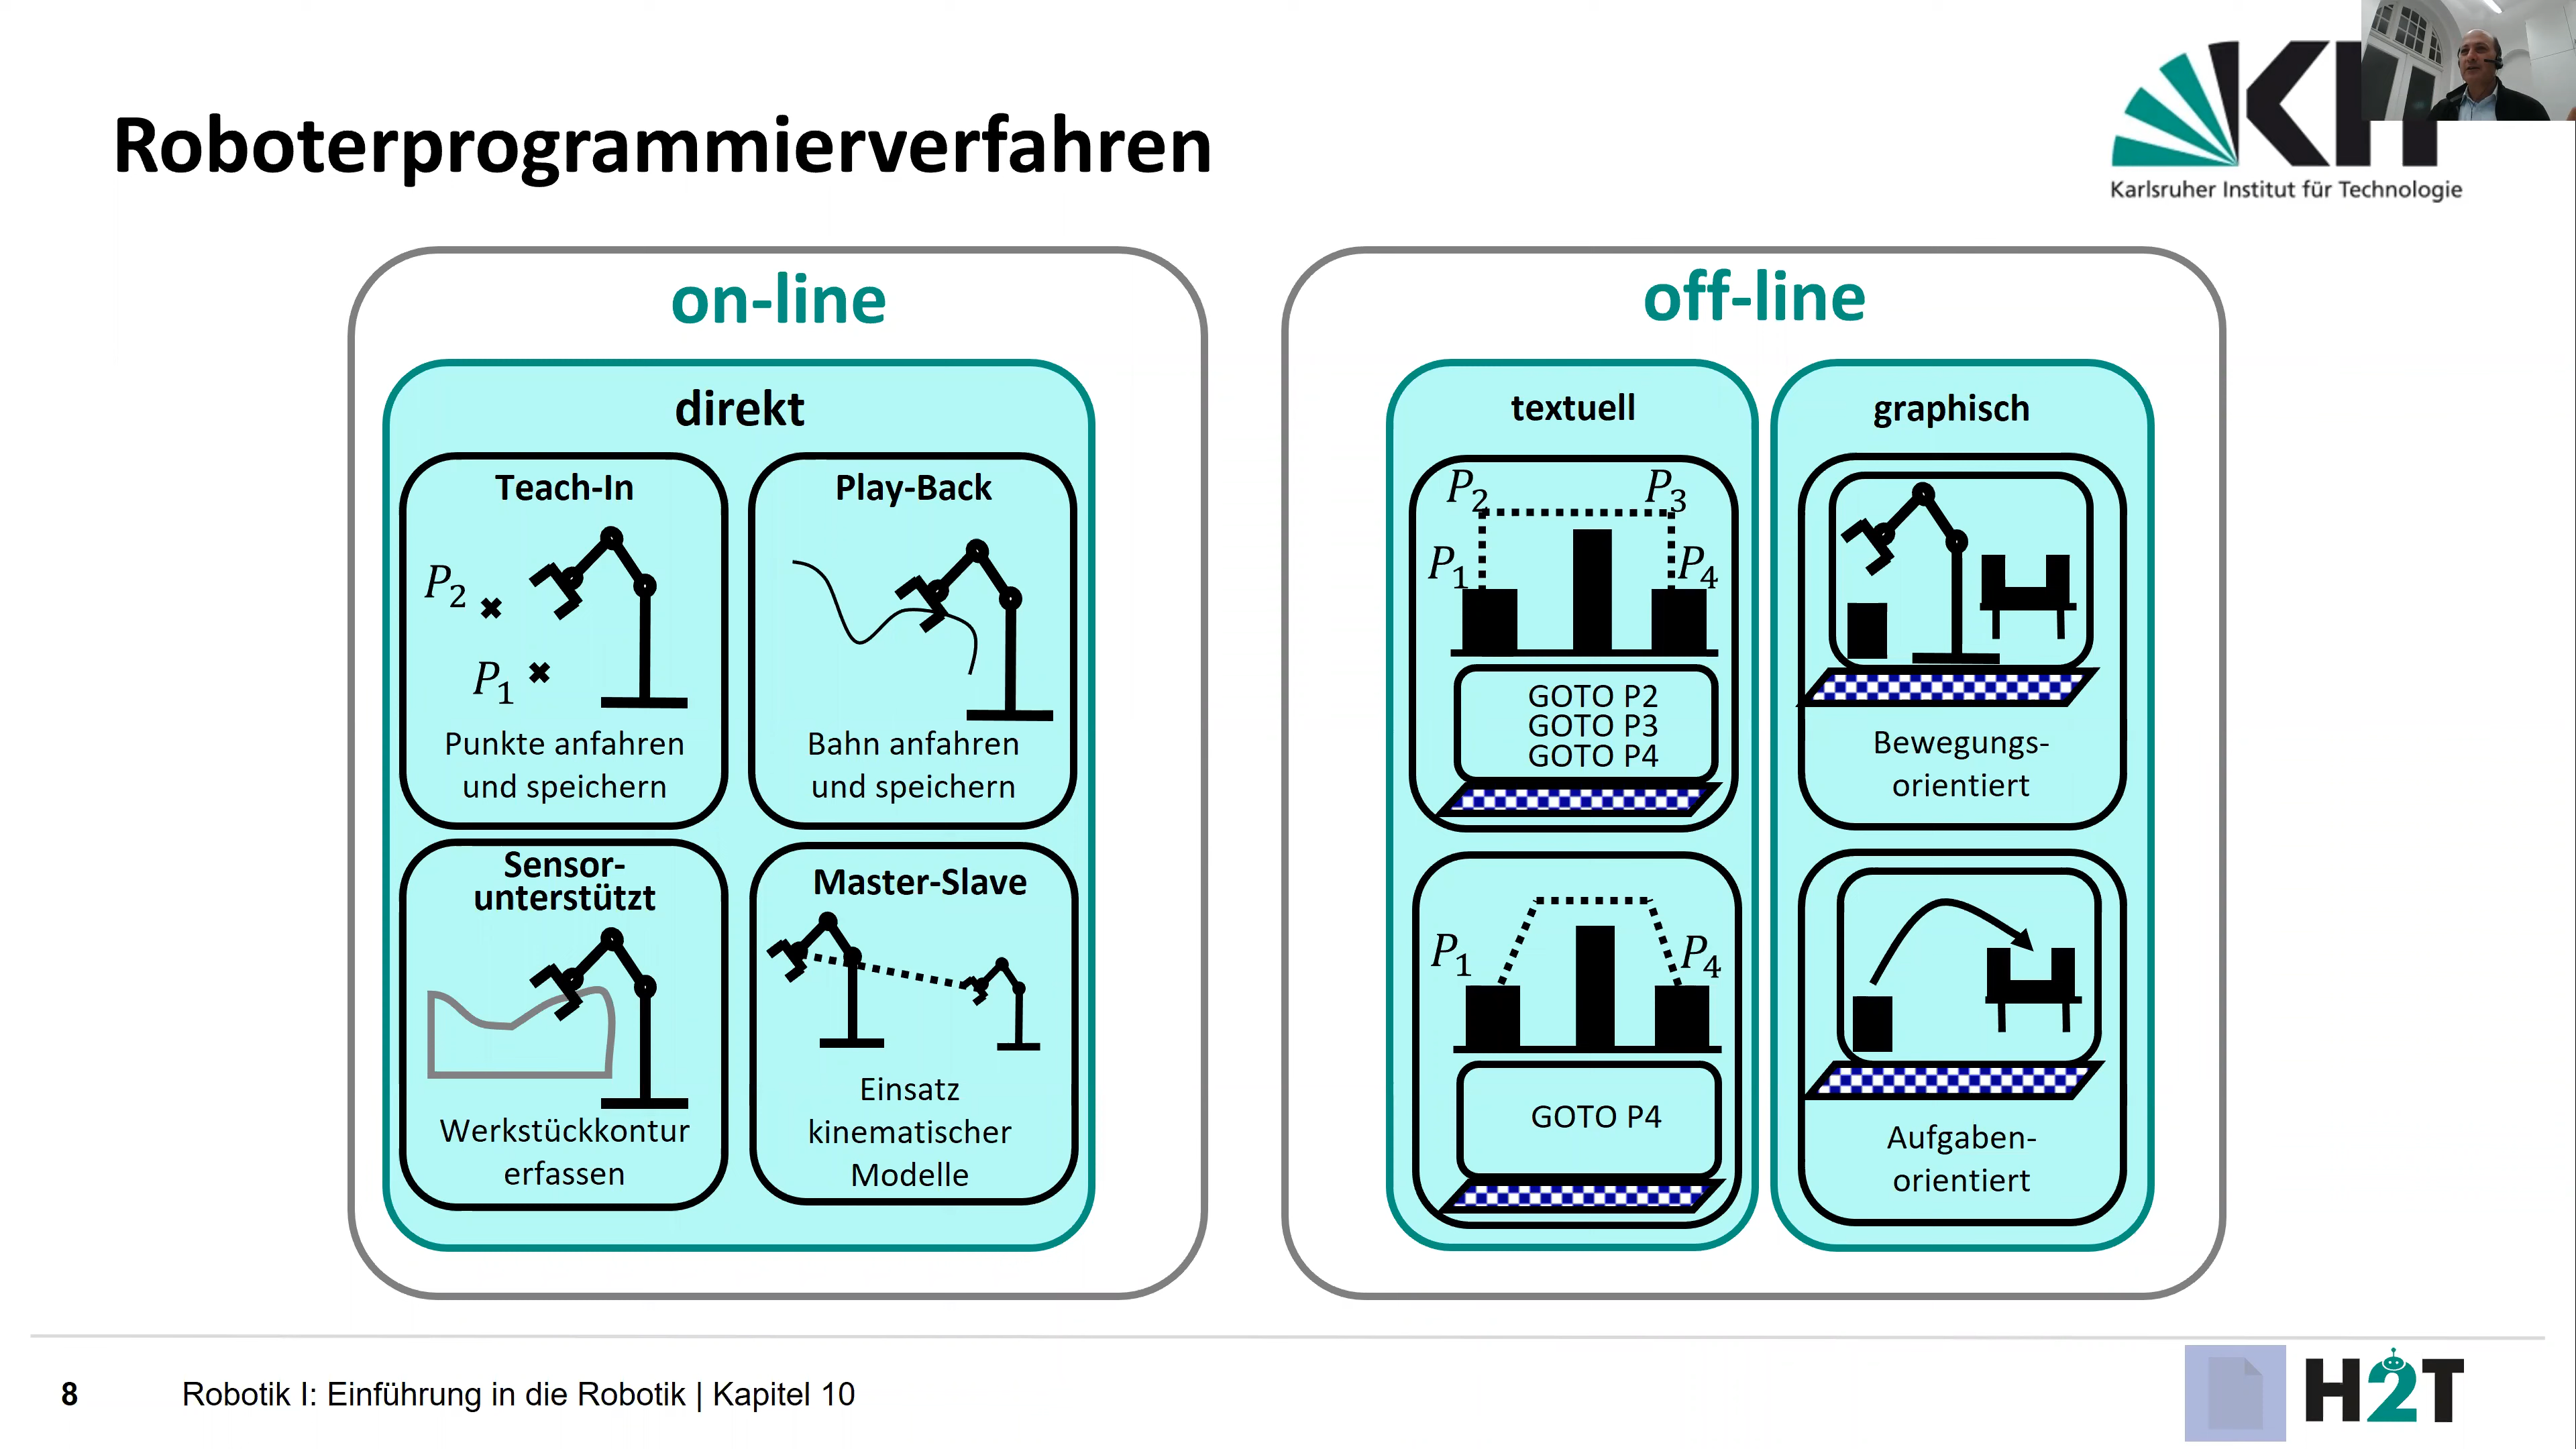 Roboterprogrammierverfahren
Karlsruher Institut für Technologie
on-line
direkt
Teach-In
P2
P1
Punkte anfahren
und speichern
Play-Back
Bahn anfahren
und speichern
Sensor-
unterstützt
Werkstückkontur
erfassen
Master-Slave
Einsatz
kinematischer
Modelle
off-line
textuell
P2 P3
P1 P4
GOTO P2
GOTO P3
GOTO P4
P1 P4
GOTO P4
graphisch
Bewegungs-
orientiert
Aufgaben-
orientiert
8 Robotik I: Einführung in die Robotik | Kapitel 10
H2T